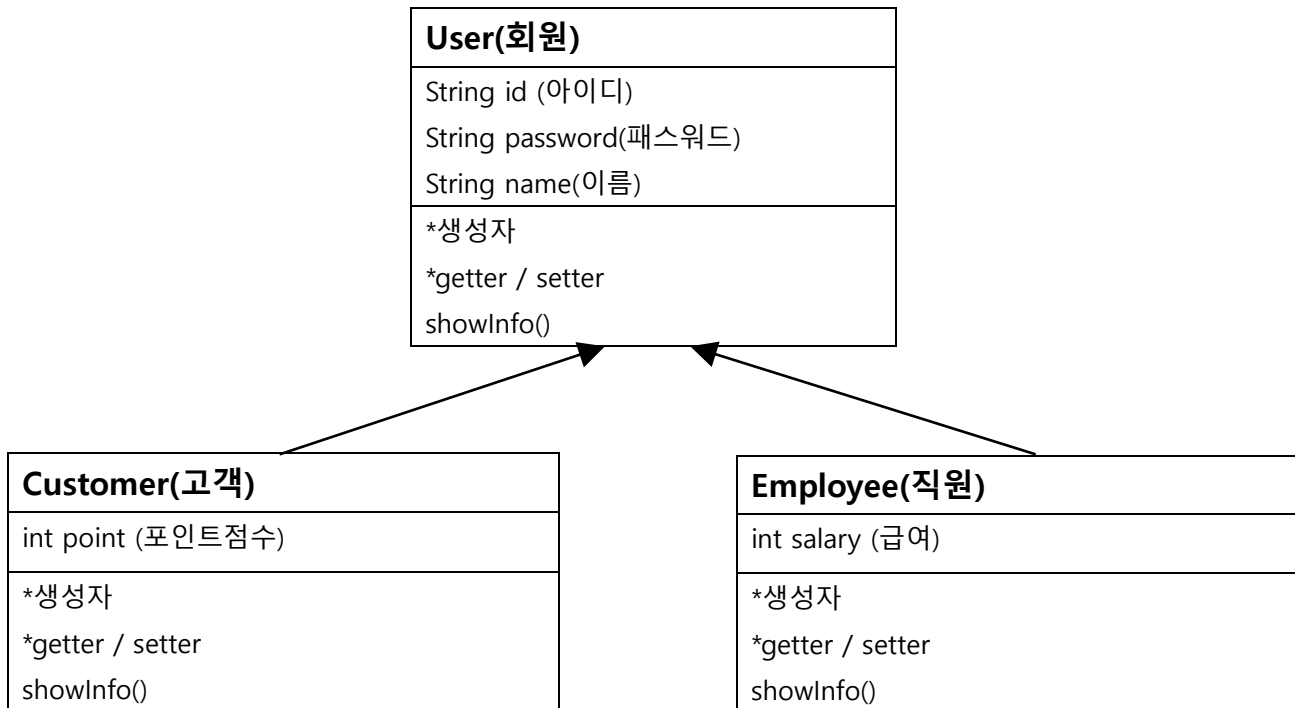 User(회원)
String id (아이디)
String password(패스워드)
String name(이름)
*생성자
*getter / setter
showInfo()
Customer(고객)
int point (포인트점수)
*생성자
*getter / setter
showInfo()
Employee(직원)
int salary (급여)
*생성자
*getter / setter
showInfo()